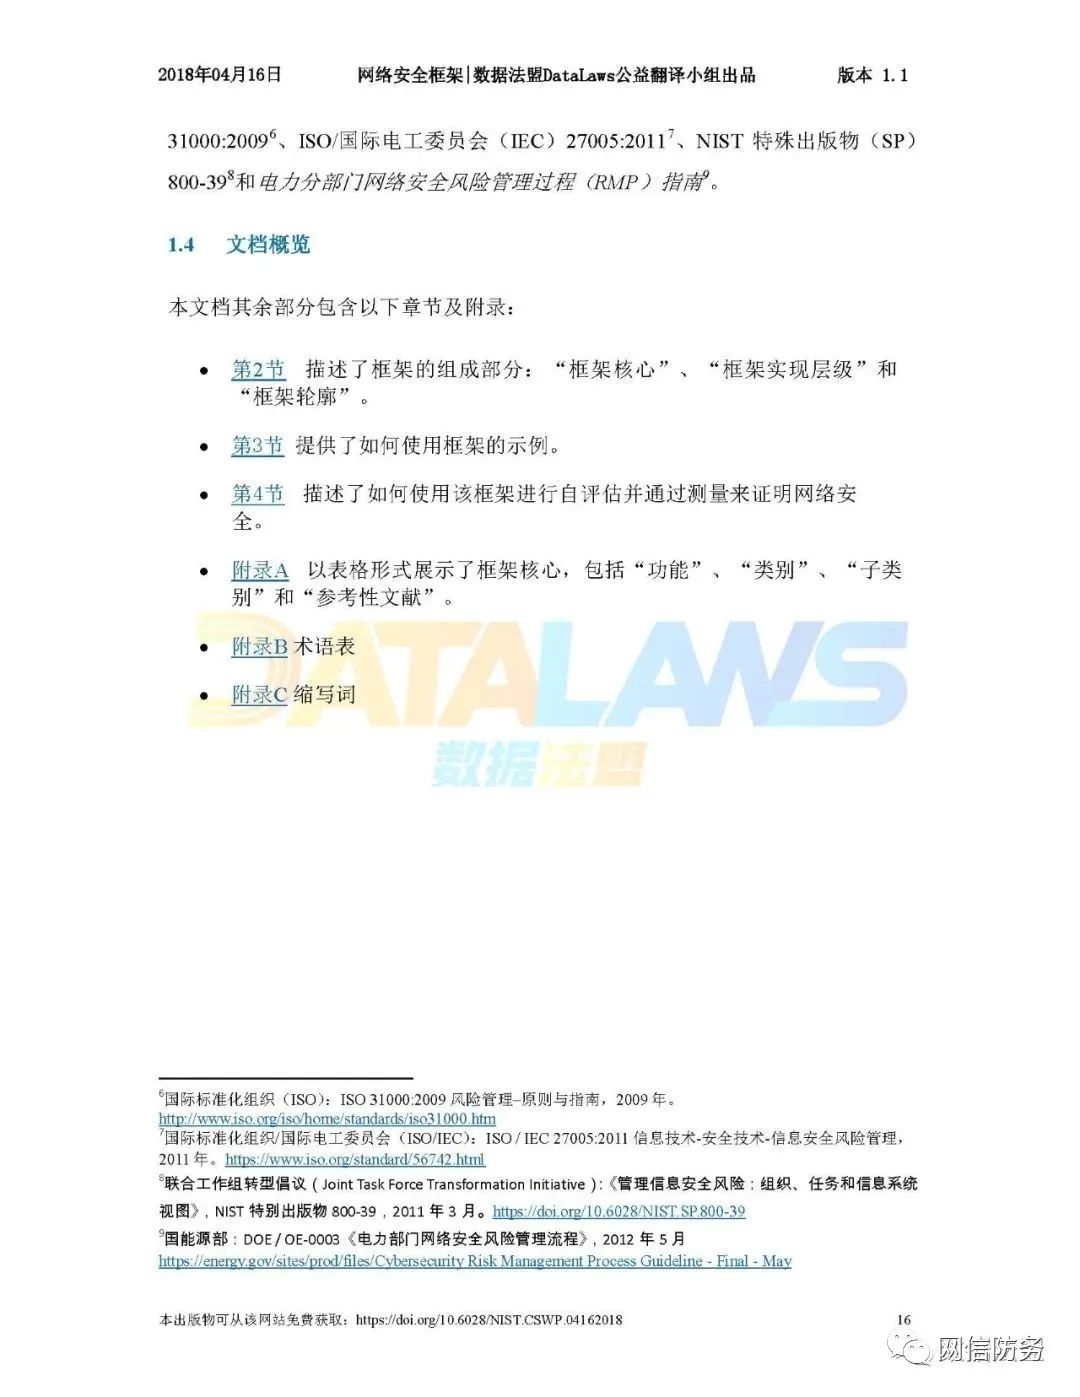 2018年04月16日 网络安全框架|数据法盟DataLaws公益翻译小组出品 版本 1.1
31000:2009⁶、ISO/国际电工委员会（IEC）27005:2011⁷、NIST 特殊出版物（SP）
800-39⁸和电力分部门网络安全风险管理过程（RMP）指南⁹。
1.4 文档概览
本文档其余部分包含以下章节及附录：
• 第2节 描述了框架的组成部分：“框架核心”、“框架实现层级”和
“框架轮廓”。
• 第3节 提供了如何使用框架的示例。
• 第4节 描述了如何使用该框架进行自评估并通过测量来证明网络安
全。
• 附录A 以表格形式展示了框架核心，包括“功能”、“类别”、“子类
别”和“参考性文献”。
• 附录B 术语表
• 附录C 缩写词
DATALAWS
数据法盟
⁶国际标准化组织（ISO）：ISO 31000:2009 风险管理–原则与指南，2009 年。
http://www.iso.org/iso/home/standards/iso31000.htm
⁷国际标准化组织/国际电工委员会（ISO/IEC）：ISO / IEC 27005:2011 信息技术-安全技术-信息安全风险管理，
2011 年。https://www.iso.org/standard/56742.html
⁸联合工作组转型倡议（Joint Task Force Transformation Initiative）：《管理信息安全风险：组织、任务和信息系统
视图》，NIST 特别出版物 800-39，2011 年 3 月。https://doi.org/10.6028/NIST.SP.800-39
⁹国能源部：DOE / OE-0003《电力部门网络安全风险管理流程》，2012 年 5 月
https://energy.gov/sites/prod/files/Cybersecurity Risk Management Process Guideline - Final - May
本出版物可从该网站免费获取：https://doi.org/10.6028/NIST.CSWP.04162018 16
网信防务